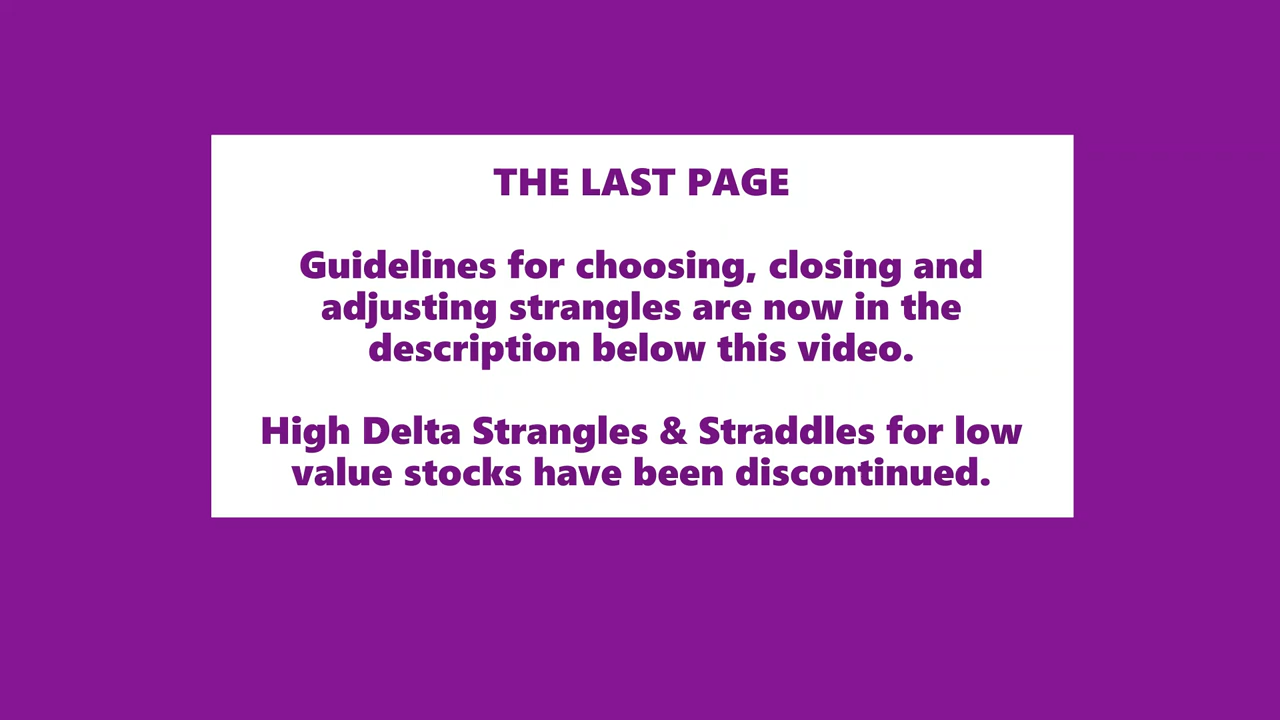 THE LAST PAGE
Guidelines for choosing, closing and
adjusting strangles are now in the
description below this video.
High Delta Strangles & Straddles for low
value stocks have been discontinued.